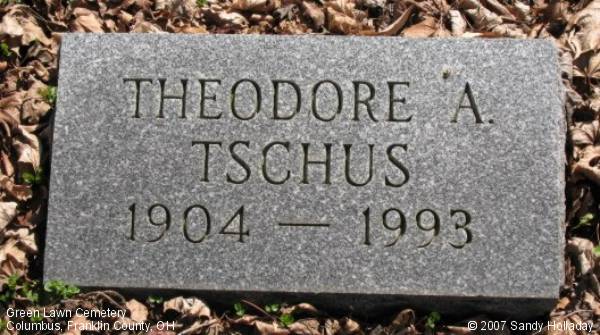 THEODORE A.
TSCHUS
1904 — 1993
Green Lawn Cemetery
Columbus, Franklin County, OH
© 2007 Sandy Holladay